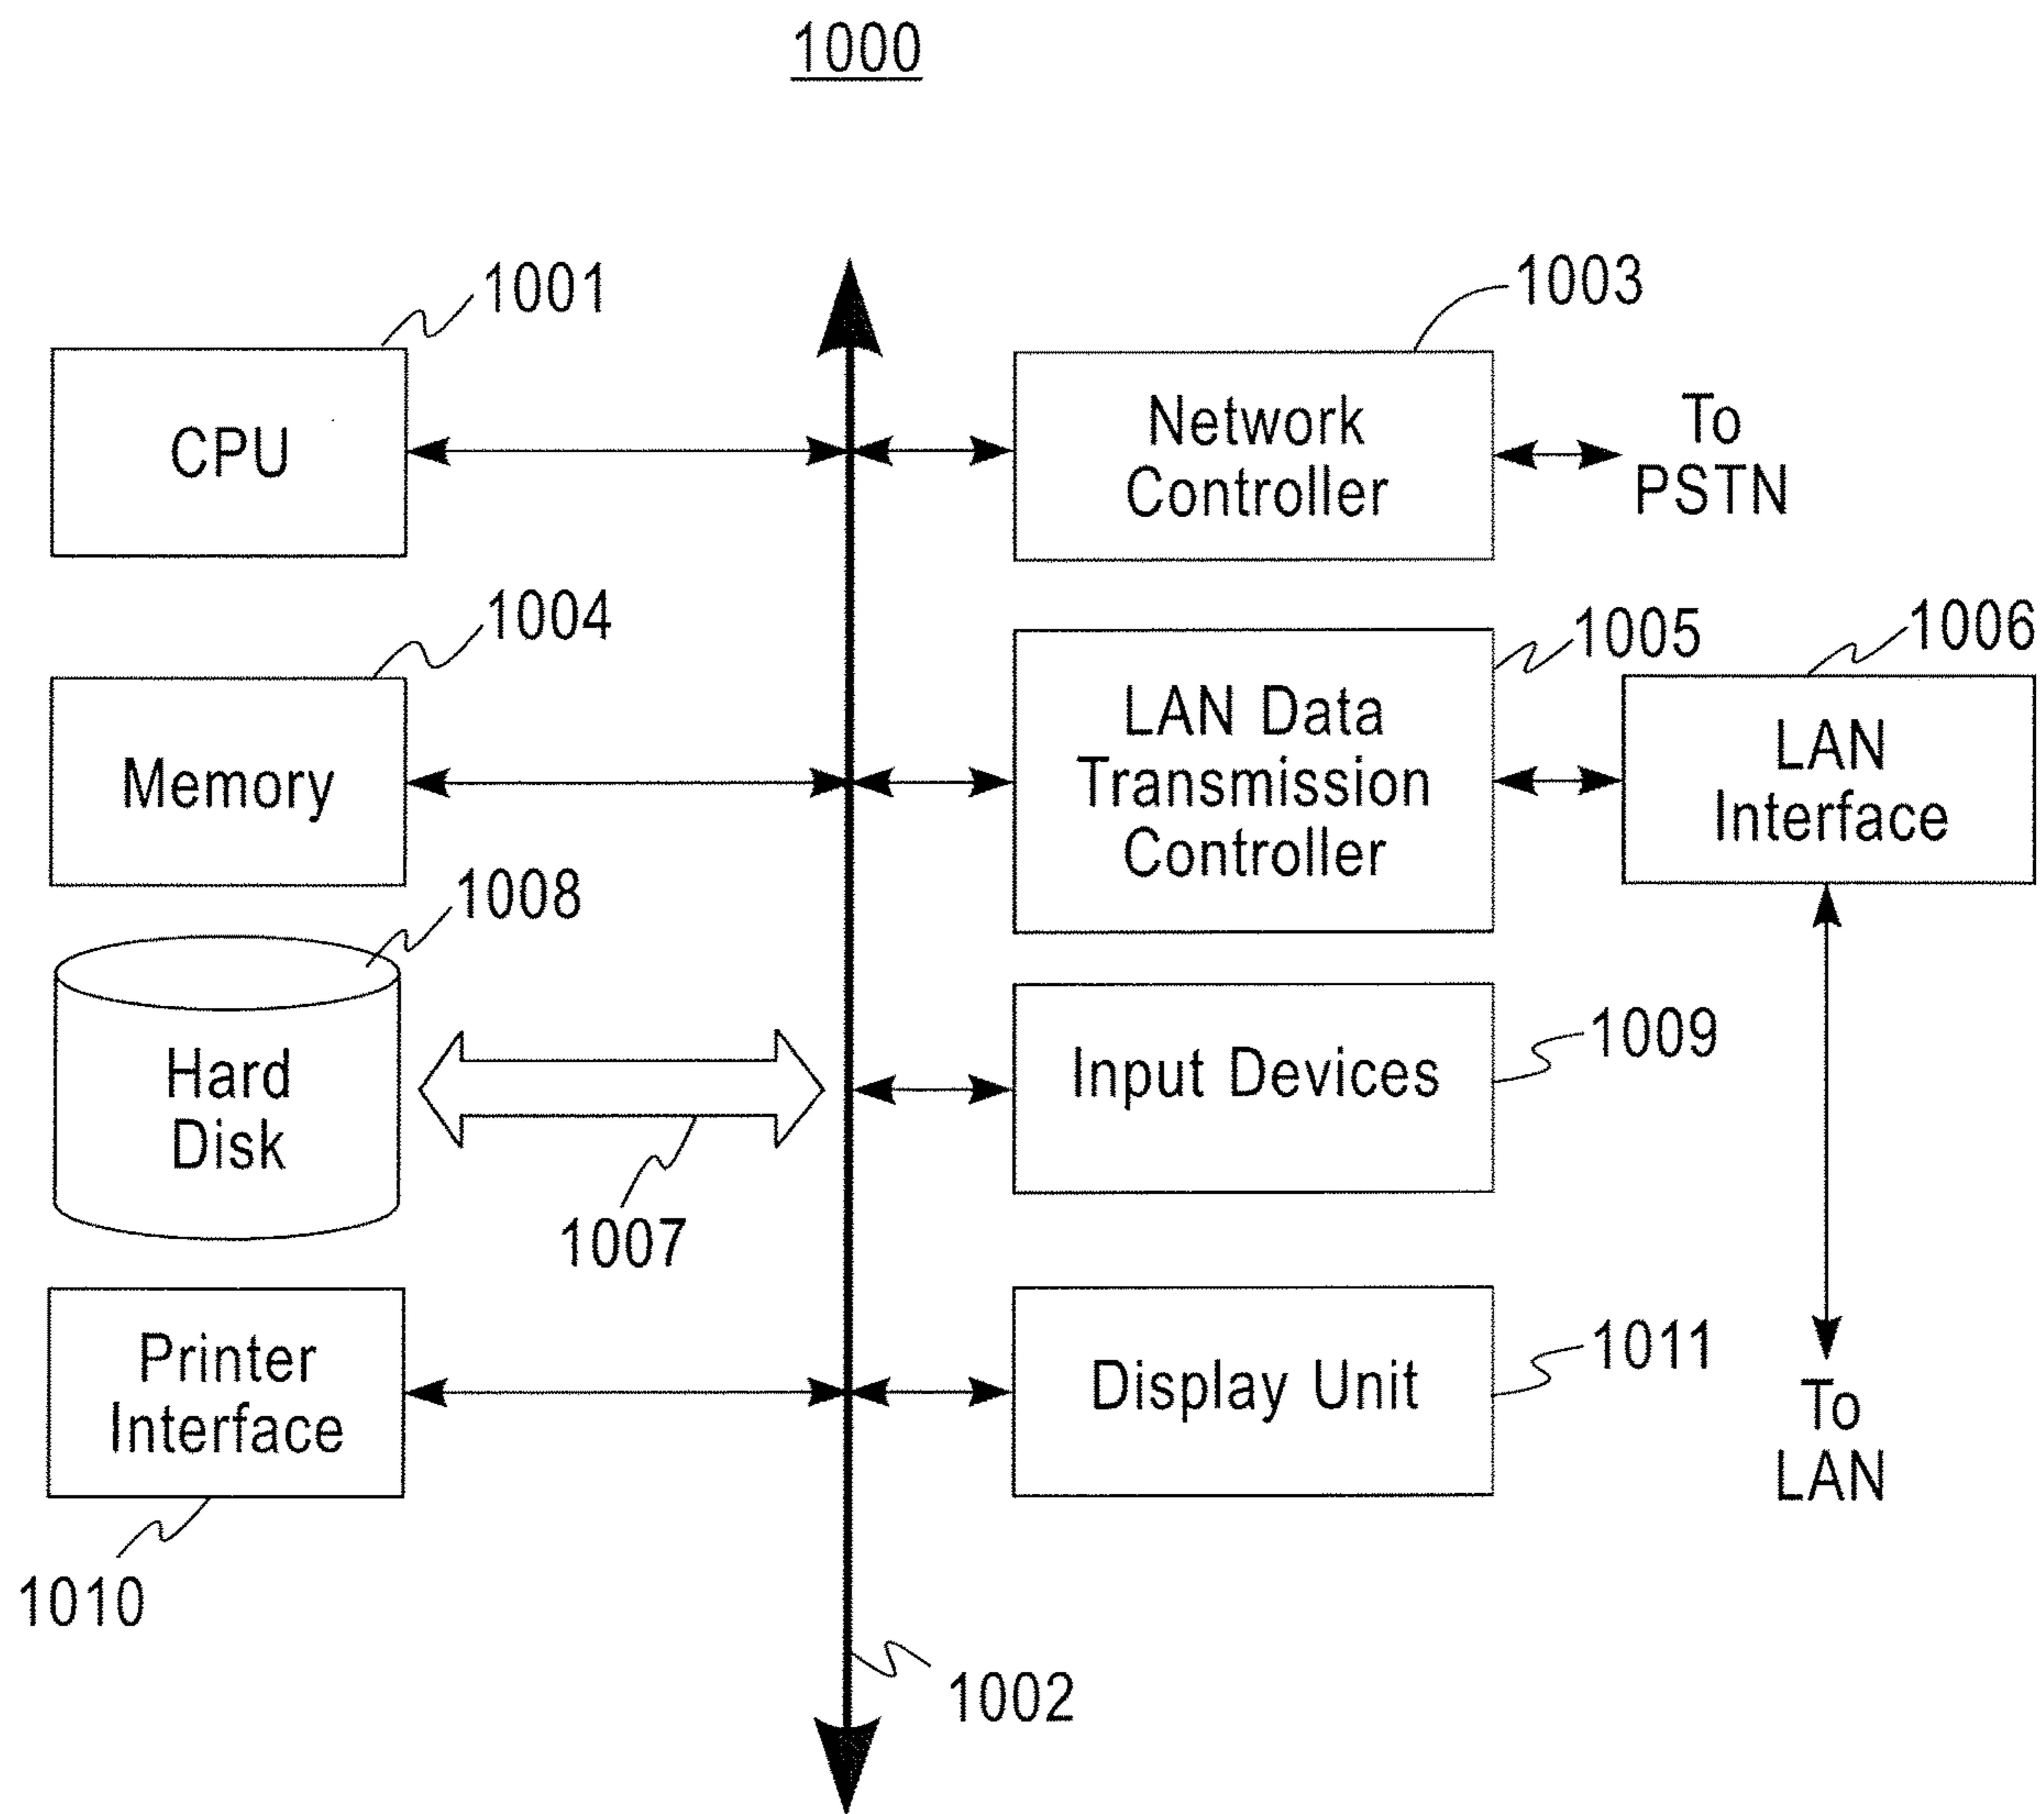 1000
1001
CPU
1003
Network
Controller
To
PSTN
1004
Memory
1005
LAN Data
Transmission
Controller
1006
LAN
Interface
1008
Hard
Disk
1007
1009
Input Devices
Printer
Interface
1010
1011
Display Unit
To
LAN
1002